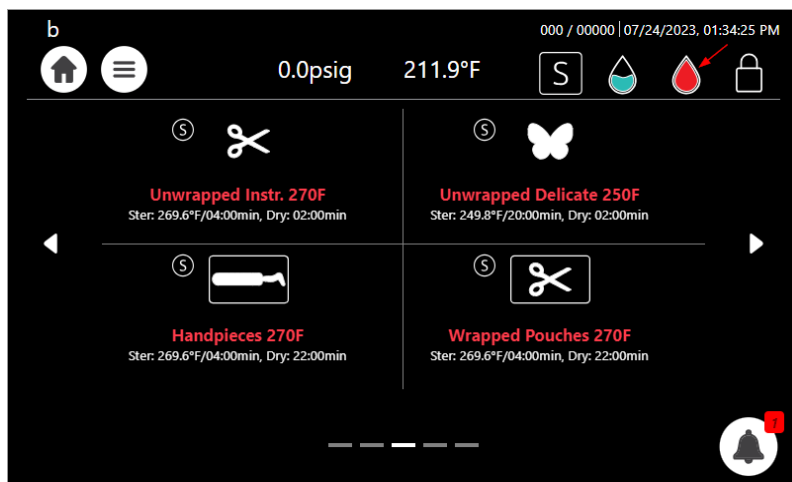 b
000 / 00000 | 07/24/2023, 01:34:25 PM
0.0psig 211.9°F S
S
Unwrapped Instr. 270F
Ster: 269.6°F/04:00min, Dry: 02:00min
S
Unwrapped Delicate 250F
Ster: 249.8°F/20:00min, Dry: 02:00min
S
Handpieces 270F
Ster: 269.6°F/04:00min, Dry: 22:00min
S
Wrapped Pouches 270F
Ster: 269.6°F/04:00min, Dry: 22:00min
1